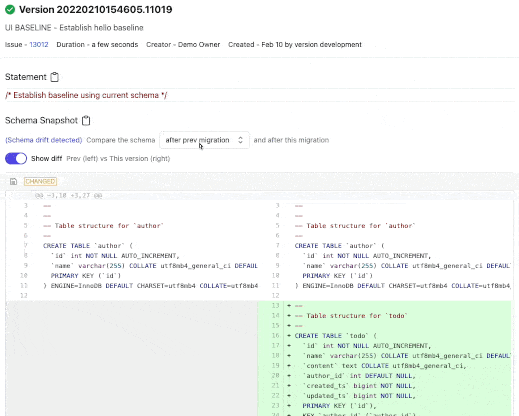 Version 20220210154605.11019
UI BASELINE - Establish hello baseline
Issue - 13012 Duration - a few seconds Creator - Demo Owner Created - Feb 10 by version development
Statement
/* Establish baseline using current schema */
Schema Snapshot
(Schema drift detected) Compare the schema after prev migration and after this migration
Show diff Prev (left) vs This version (right)
CHANGED
3 --
4 --
5 -- Table structure for `author`
6 --
7 CREATE TABLE `author` (
8 `id` int NOT NULL AUTO_INCREMENT,
9 `name` varchar(255) COLLATE utf8mb4_general_ci DEFAUL
10 PRIMARY KEY (`id`)
11 ) ENGINE=InnoDB DEFAULT CHARSET=utf8mb4 COLLATE=utf8mb4
12
3 --
4 --
5 -- Table structure for `author`
6 --
7 CREATE TABLE `author` (
8 `id` int NOT NULL AUTO_INCREMENT,
9 `name` varchar(255) COLLATE utf8mb4_general_ci DEFAUL
10 PRIMARY KEY (`id`)
11 ) ENGINE=InnoDB DEFAULT CHARSET=utf8mb4 COLLATE=utf8mb4_
12
13 + --
14 + -- Table structure for `todo`
15 + --
16 + CREATE TABLE `todo` (
17 + `id` int NOT NULL AUTO_INCREMENT,
18 + `name` varchar(255) COLLATE utf8mb4_general_ci DEFAUL
19 + `content` text COLLATE utf8mb4_general_ci,
20 + `author_id` int DEFAULT NULL,
21 + `created_ts` bigint NOT NULL,
22 + `updated_ts` bigint NOT NULL,
23 + PRIMARY KEY (`id`),